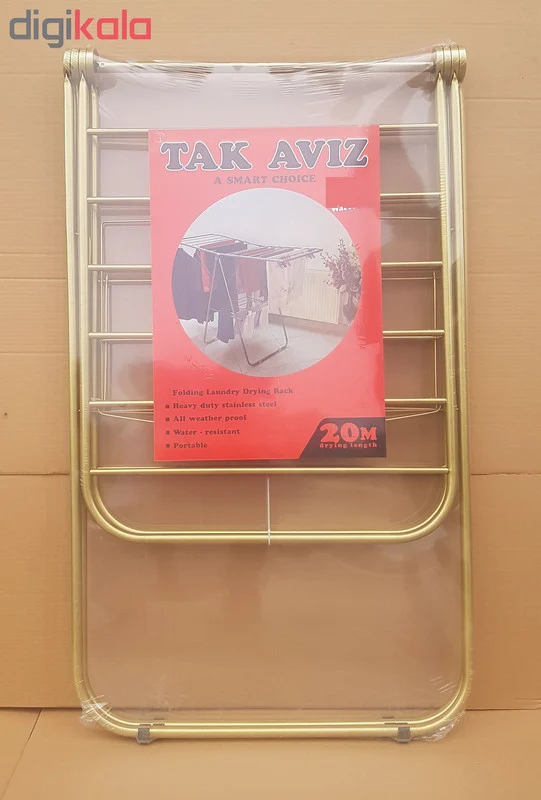 digikala
TAK AVIZ
A SMART CHOICE
Folding Laundry Drying Rack
▪ Heavy duty stainless steel
▪ All weather proof
▪ Water - resistant
▪ Portable
20M
drying length